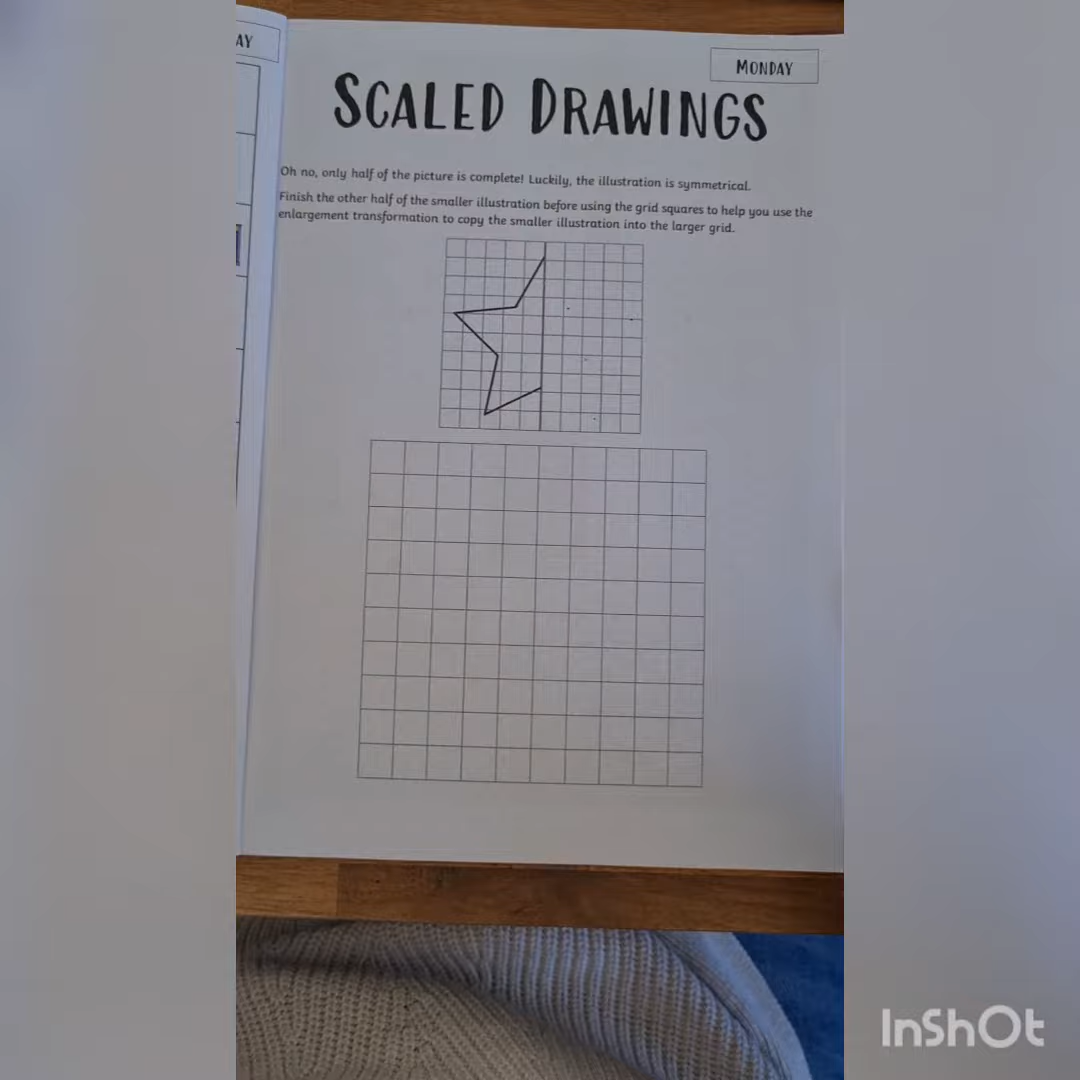 AY
MONDAY
SCALED DRAWINGS
Oh no, only half of the picture is complete! Luckily, the illustration is symmetrical.
Finish the other half of the smaller illustration before using the grid squares to help you use the
enlargement transformation to copy the smaller illustration into the larger grid.
InShOt